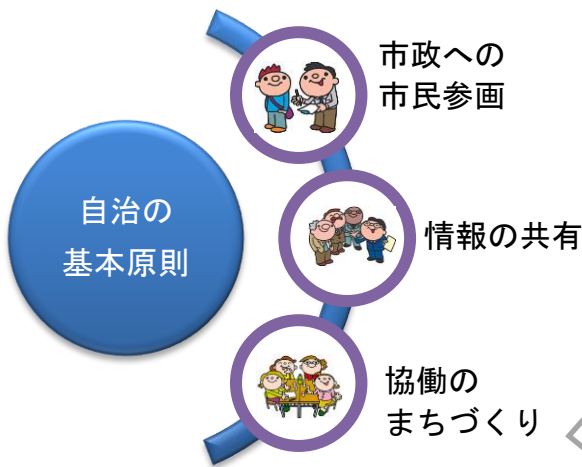 自治の
基本原則
市政への
市民参画
情報の共有
協働の
まちづくり